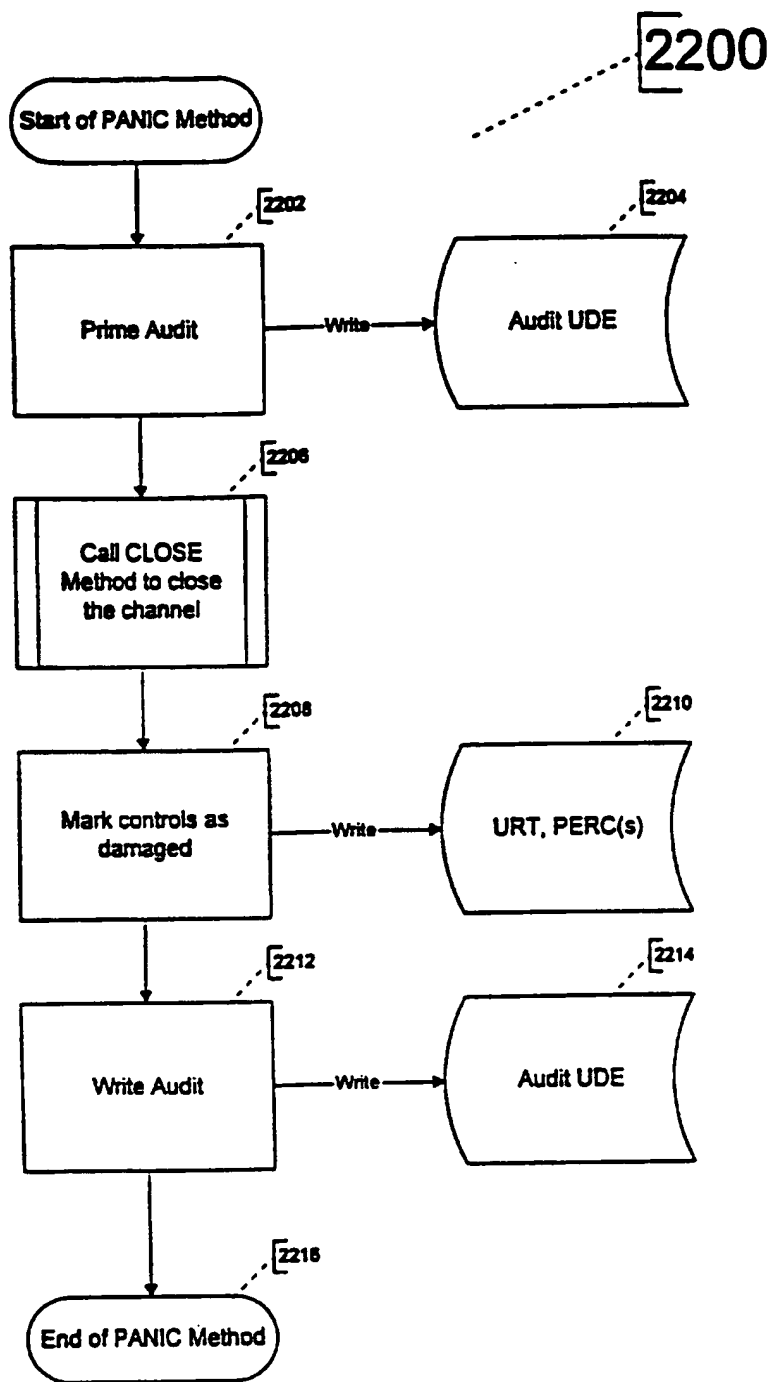 2200
Start of PANIC Method
2202
2204
Prime Audit
Write
Audit UDE
2206
Call CLOSE
Method to close
the channel
2208
2210
Mark controls as
damaged
Write
URT, PERC(s)
2212
2214
Write Audit
Write
Audit UDE
2216
End of PANIC Method